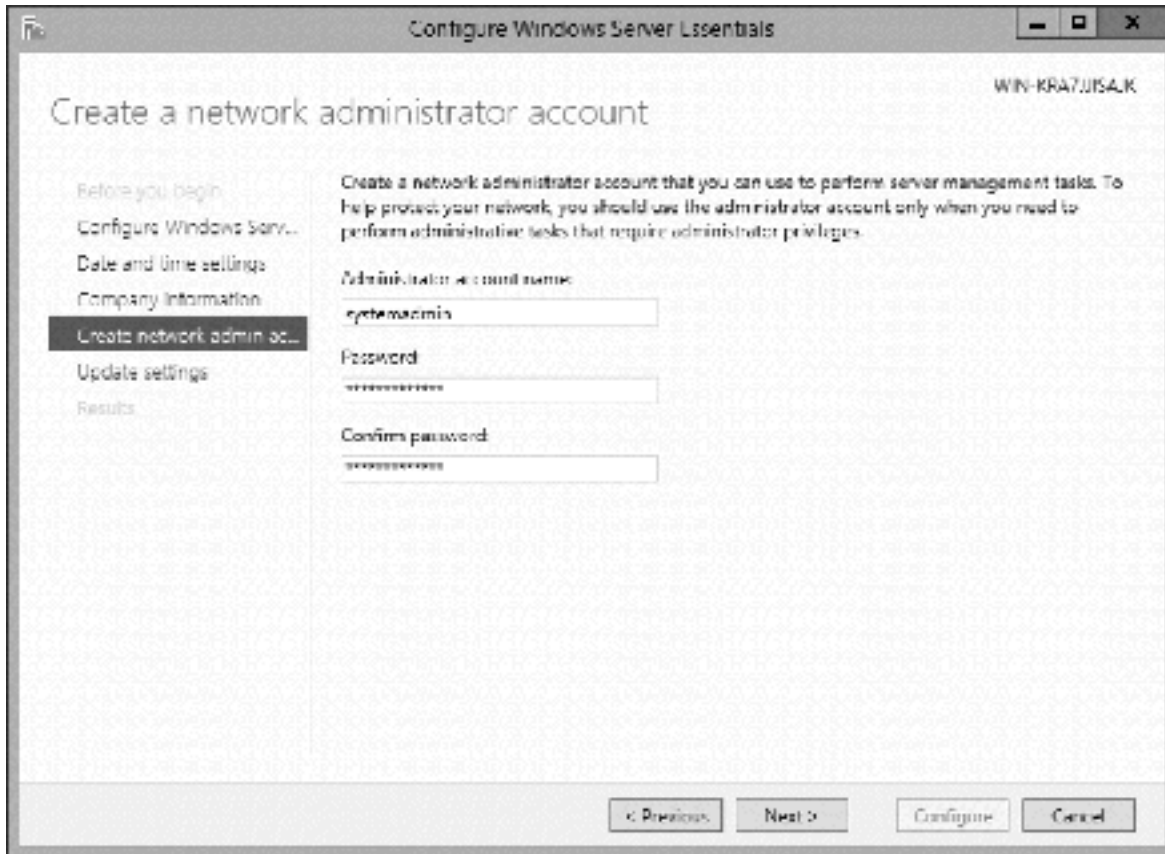 Configure Windows Server Essentials
Create a network administrator account
Before you begin
Configure Windows Serv...
Date and time settings
Company Information
Create network admin ac...
Update settings
Results
Create a network administrator account that you can use to perform server management tasks. To
help protect your network, you should use the administrator account only when you need to
perform administrative tasks that require administrator privileges.
Administrator account name:
systemadmin
Password:
•••••••••••••
Confirm password:
•••••••••••••
< Previous
Next >
Configure
Cancel